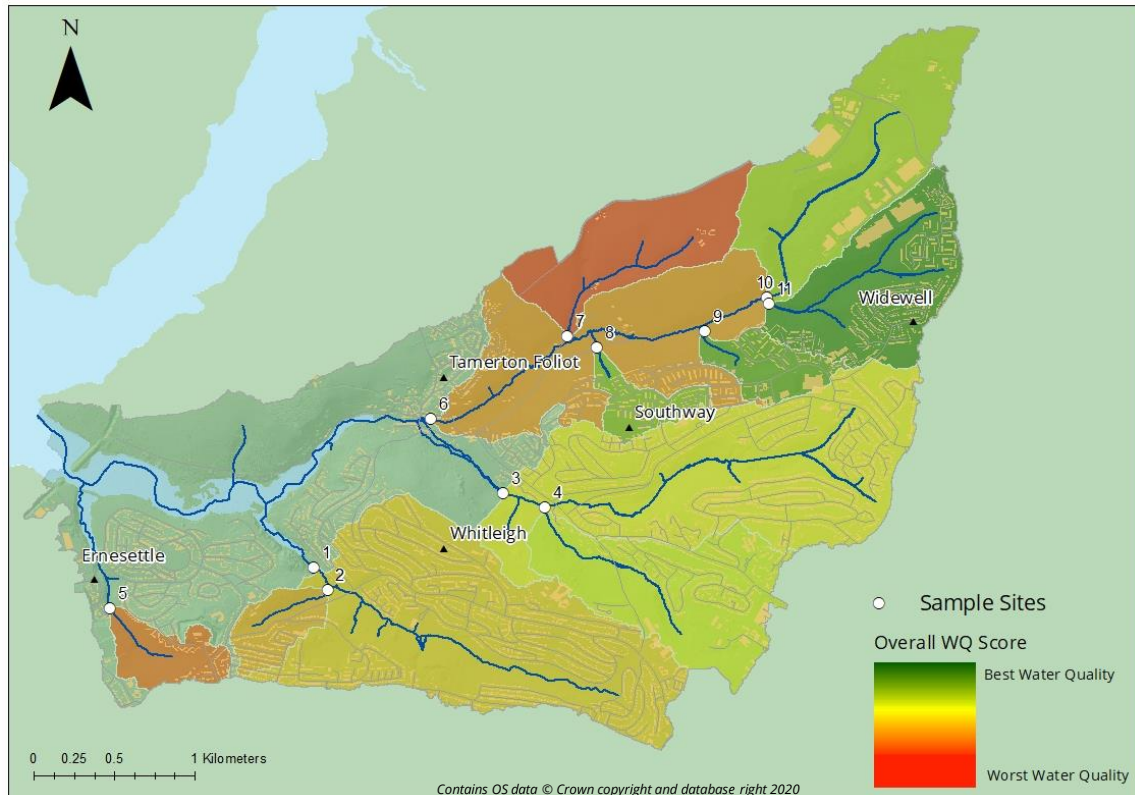 N
10
11
Widewell
9
7
8
Tamerton Foliot
6
Southway
3
4
Whitleigh
Ernesettle
1
2
5
Sample Sites
Overall WQ Score
Best Water Quality
Worst Water Quality
0 0.25 0.5 1 Kilometers
Contains OS data © Crown copyright and database right 2020